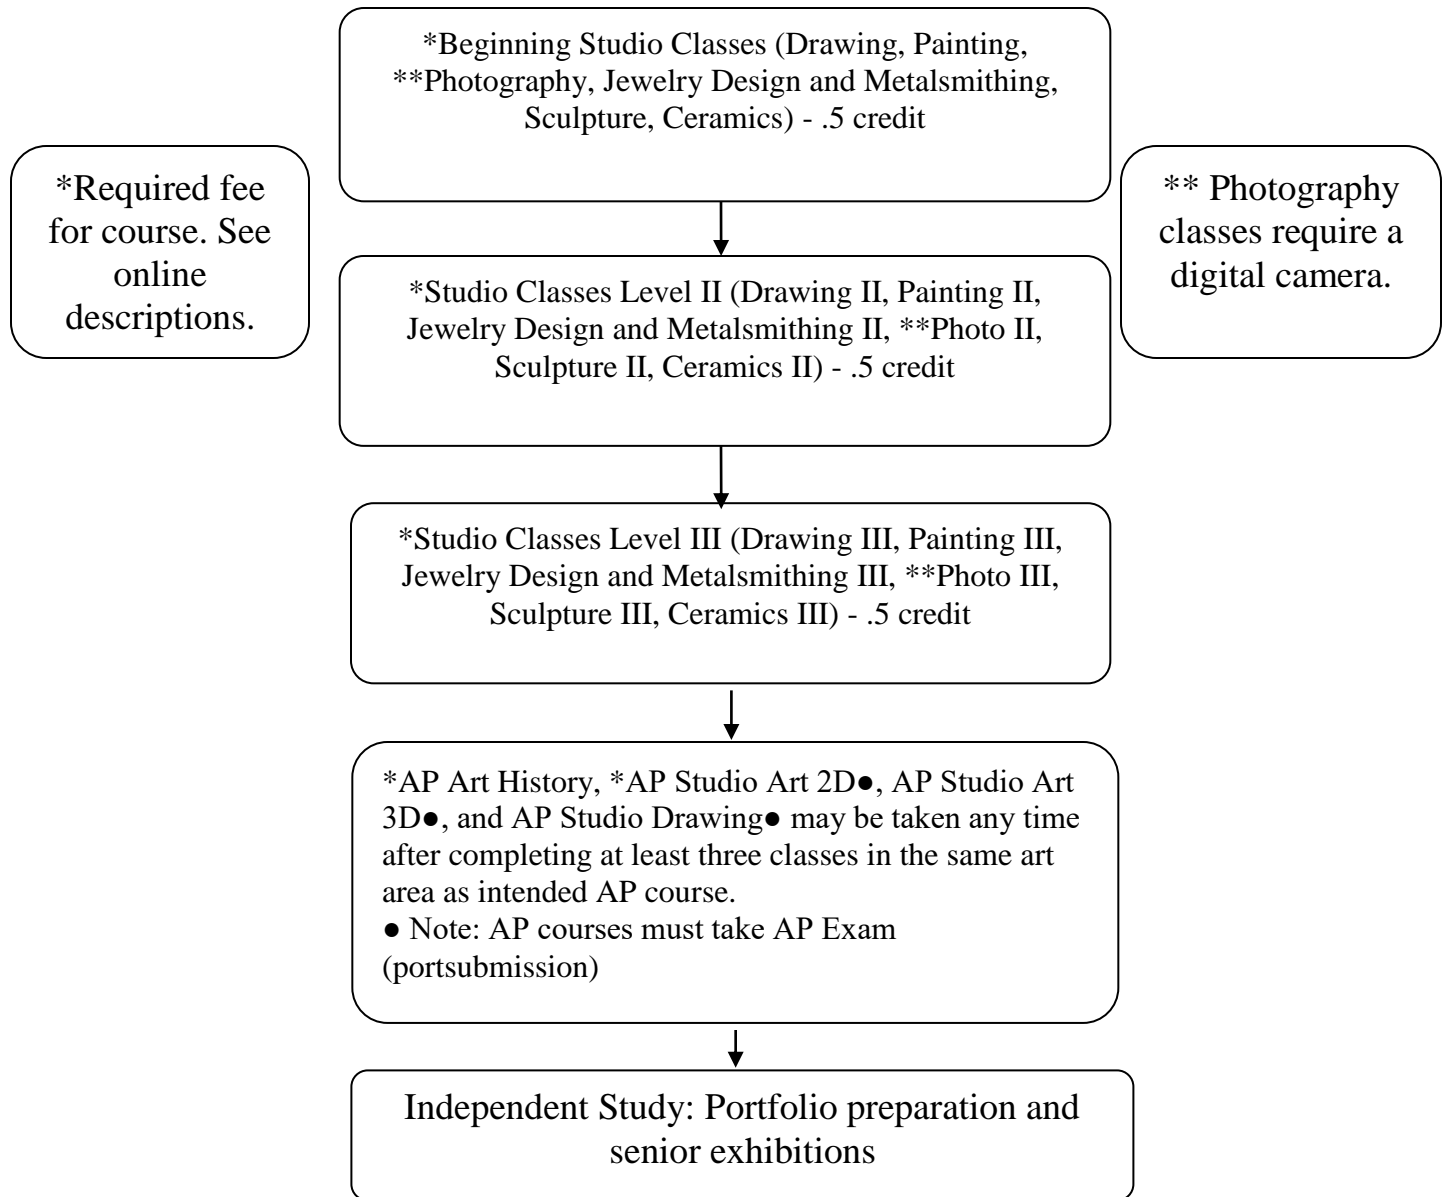 *Beginning Studio Classes (Drawing, Painting,
**Photography, Jewelry Design and Metalsmithing,
Sculpture, Ceramics) - .5 credit
*Required fee
for course. See
online
descriptions.
** Photography
classes require a
digital camera.
*Studio Classes Level II (Drawing II, Painting II,
Jewelry Design and Metalsmithing II, **Photo II,
Sculpture II, Ceramics II) - .5 credit
*Studio Classes Level III (Drawing III, Painting III,
Jewelry Design and Metalsmithing III, **Photo III,
Sculpture III, Ceramics III) - .5 credit
*AP Art History, *AP Studio Art 2D●, AP Studio Art
3D●, and AP Studio Drawing● may be taken any time
after completing at least three classes in the same art
area as intended AP course.
● Note: AP courses must take AP Exam
(portsubmission)
Independent Study: Portfolio preparation and
senior exhibitions